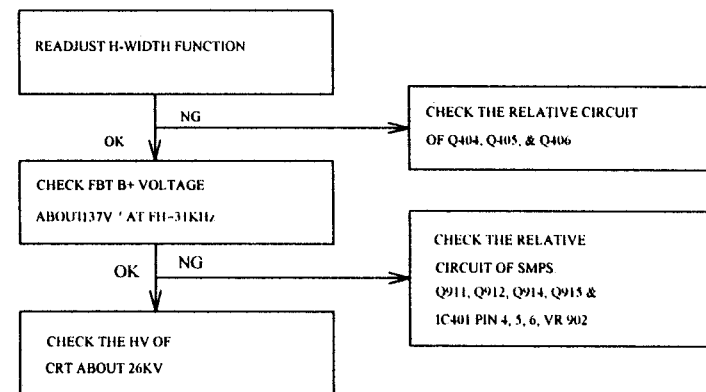 READJUST H-WIDTH FUNCTION
NG
OK
CHECK THE RELATIVE CIRCUIT
OF Q404, Q405, & Q406
CHECK FBT B+ VOLTAGE
ABOUT137V ' AT FH-31KHz
OK
NG
CHECK THE RELATIVE
CIRCUIT OF SMPS
Q911, Q912, Q914, Q915 &
IC401 PIN 4, 5, 6, VR 902
CHECK THE HV OF
CRT ABOUT 26KV